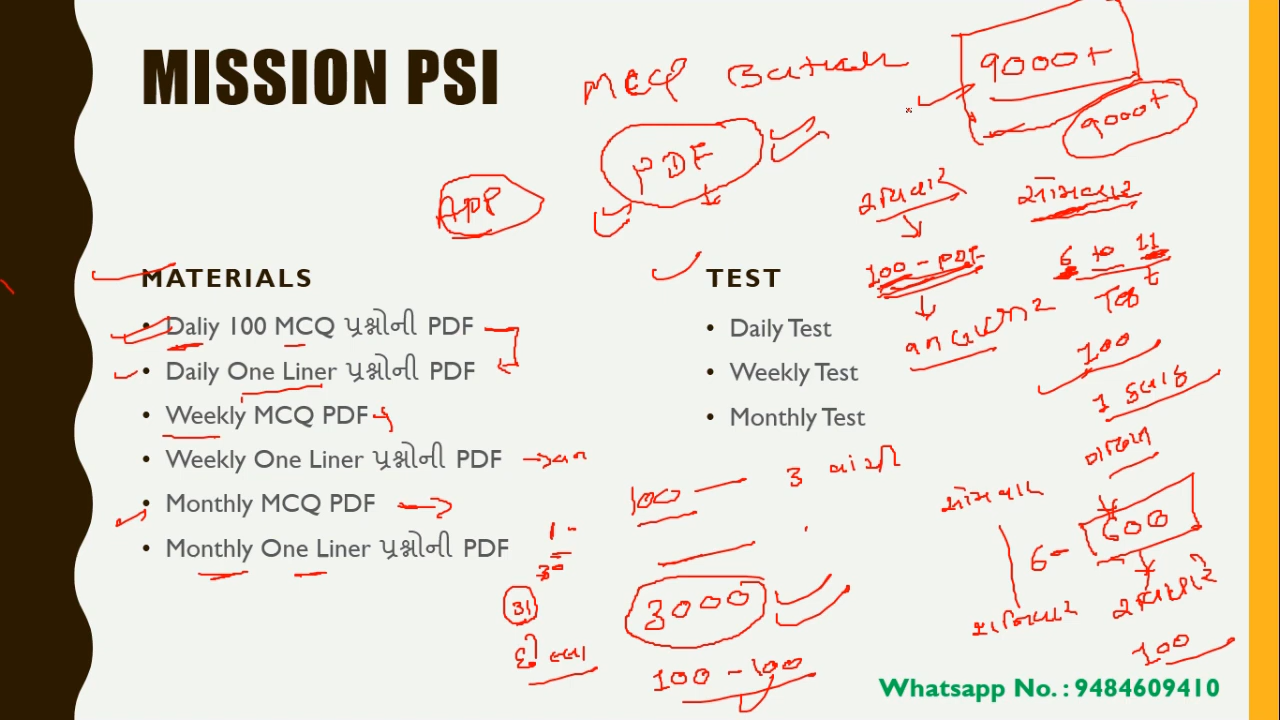 MISSION PSI
MCQ
9000+
9000+
PDF
APP
રવિવારે
સોમવાર
100-PDF
6 to 11
MATERIALS
TEST
• Daliy 100 MCQ પ્રશ્નોની PDF
• Daily Test
• Daily One Liner પ્રશ્નોની PDF
• Weekly Test
100
• Weekly MCQ PDF
• Monthly Test
• Weekly One Liner પ્રશ્નોની PDF
• Monthly MCQ PDF
100
3
સોમવાર
• Monthly One Liner પ્રશ્નોની PDF
6-
600
31
3000
શનિવારે
રવિવારે
100-100
100
Whatsapp No. : 9484609410